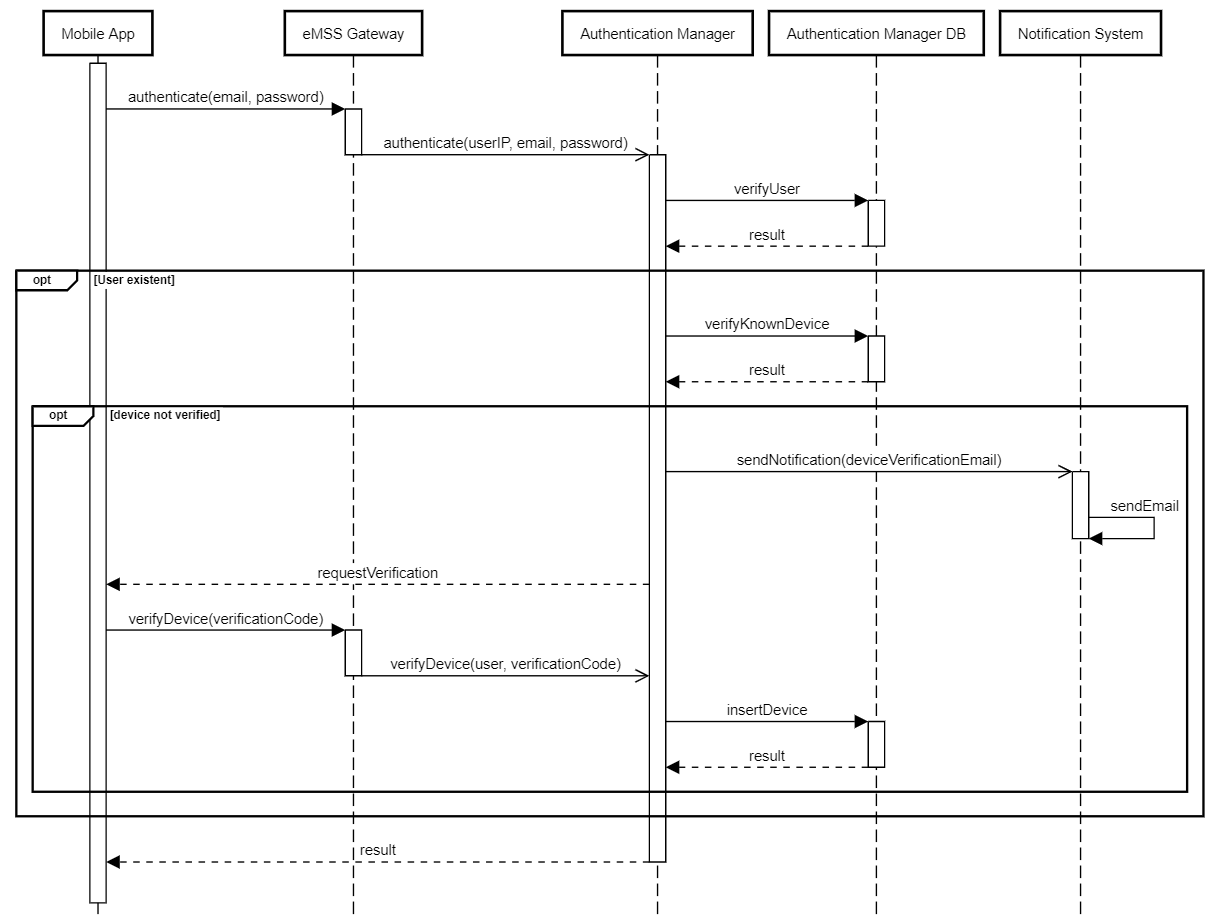 Mobile App
eMSS Gateway
Authentication Manager
Authentication Manager DB
Notification System
authenticate(email, password)
authenticate(userIP, email, password)
verifyUser
result
opt
[User existent]
verifyKnownDevice
result
opt
[device not verified]
sendNotification(deviceVerificationEmail)
sendEmail
requestVerification
verifyDevice(verificationCode)
verifyDevice(user, verificationCode)
insertDevice
result
result